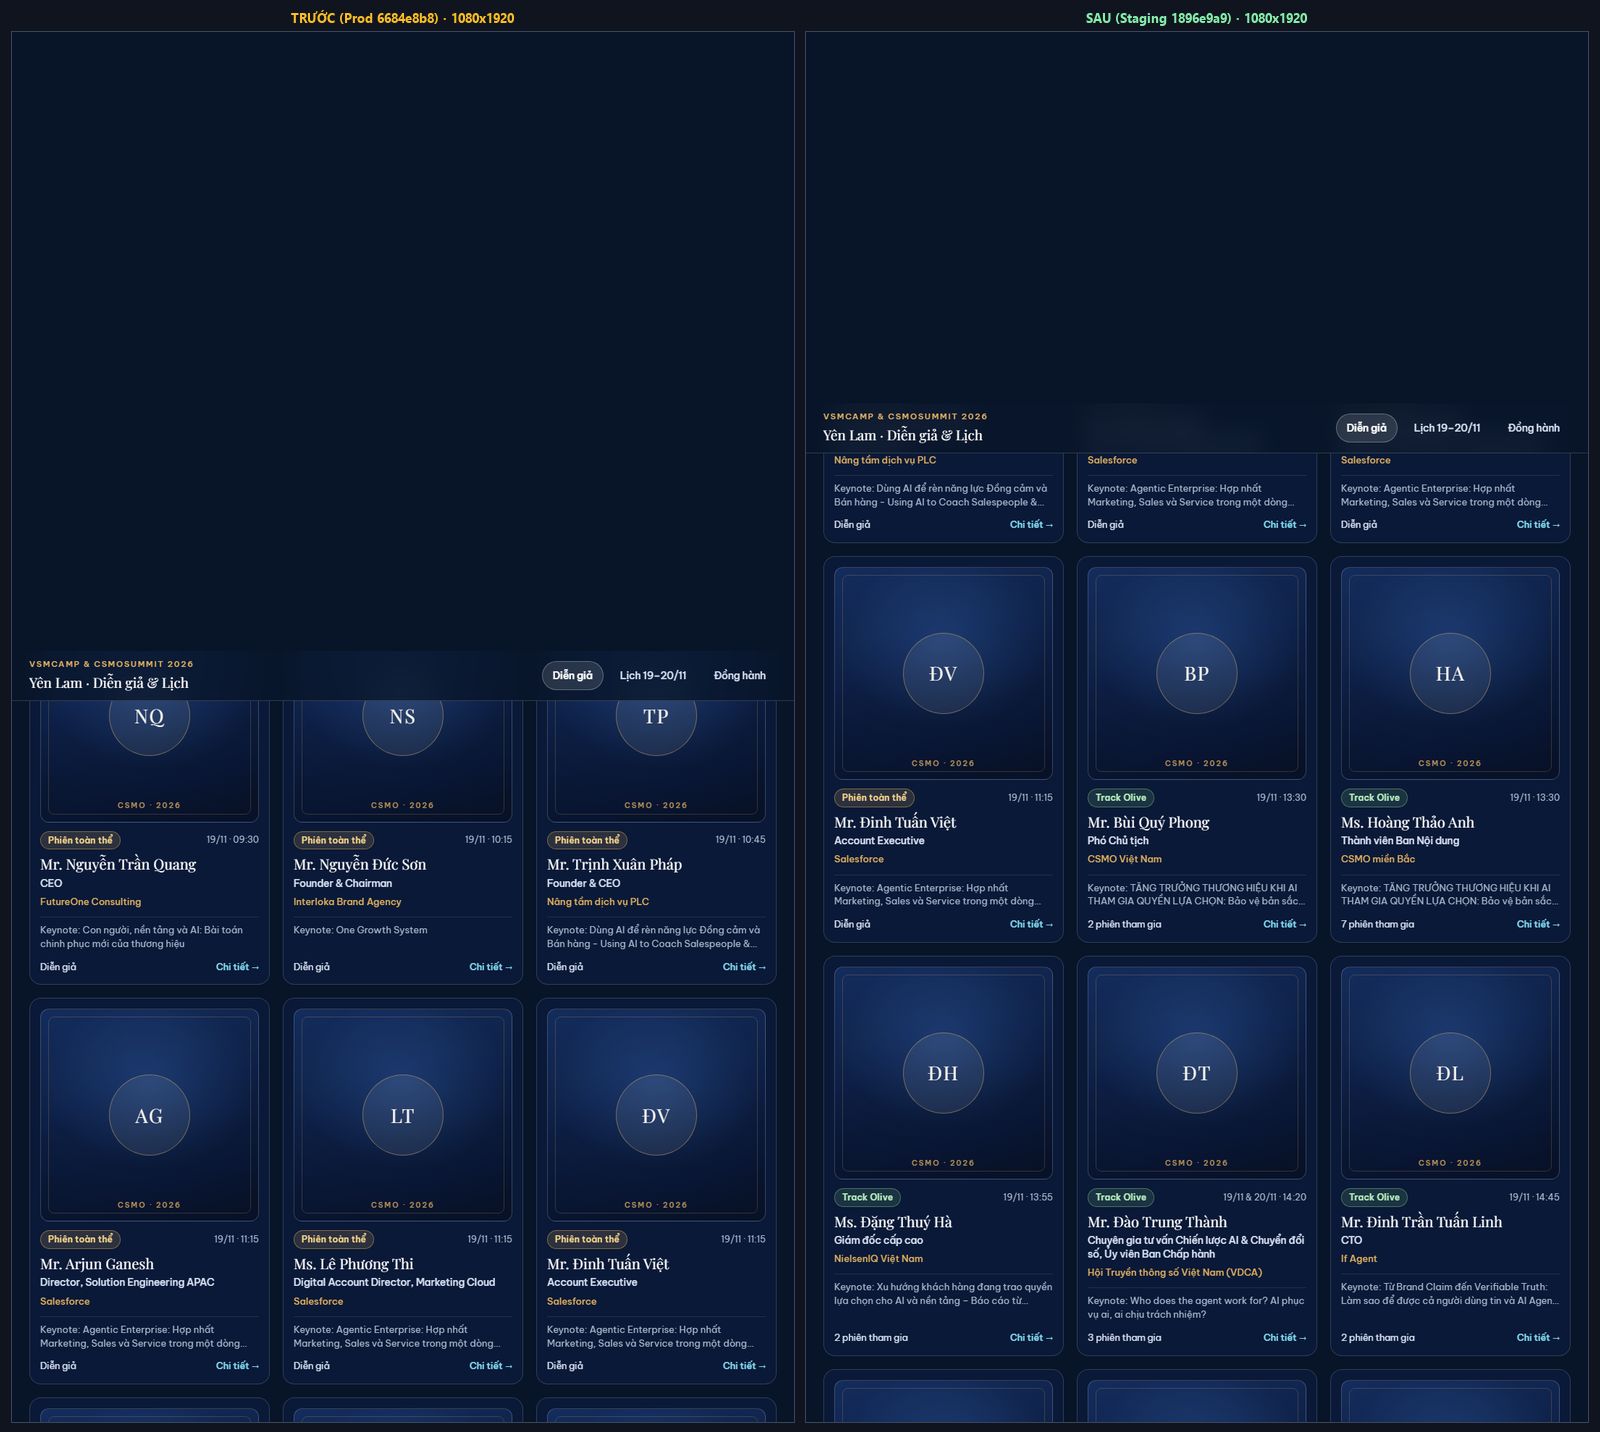 TRƯỚC (Prod 6684e8b8) · 1080x1920
VSMCAMP & CSMOSUMMIT 2026
Yên Lam · Diễn giả & Lịch
Diễn giả
Lịch 19–20/11
Đồng hành
NQ
CSMO · 2026
Phiên toàn thể
19/11 · 09:30
Mr. Nguyễn Trần Quang
CEO
FutureOne Consulting
Keynote: Con người, nền tảng và AI: Bài toán
chinh phục mới của thương hiệu
Diễn giả
Chi tiết →
NS
CSMO · 2026
Phiên toàn thể
19/11 · 10:15
Mr. Nguyễn Đức Sơn
Founder & Chairman
Interloka Brand Agency
Keynote: One Growth System
Diễn giả
Chi tiết →
TP
CSMO · 2026
Phiên toàn thể
19/11 · 10:45
Mr. Trịnh Xuân Pháp
Founder & CEO
Nâng tầm dịch vụ PLC
Keynote: Dùng AI để rèn năng lực Đồng cảm và
Bán hàng - Using AI to Coach Salespeople &...
Diễn giả
Chi tiết →
AG
CSMO · 2026
Phiên toàn thể
19/11 · 11:15
Mr. Arjun Ganesh
Director, Solution Engineering APAC
Salesforce
Keynote: Agentic Enterprise: Hợp nhất
Marketing, Sales và Service trong một dòng...
Diễn giả
Chi tiết →
LT
CSMO · 2026
Phiên toàn thể
19/11 · 11:15
Ms. Lê Phương Thi
Digital Account Director, Marketing Cloud
Salesforce
Keynote: Agentic Enterprise: Hợp nhất
Marketing, Sales và Service trong một dòng...
Diễn giả
Chi tiết →
ĐV
CSMO · 2026
Phiên toàn thể
19/11 · 11:15
Mr. Đinh Tuấn Việt
Account Executive
Salesforce
Keynote: Agentic Enterprise: Hợp nhất
Marketing, Sales và Service trong một dòng...
Diễn giả
Chi tiết →
SAU (Staging 1896e9a9) · 1080x1920
VSMCAMP & CSMOSUMMIT 2026
Yên Lam · Diễn giả & Lịch
Diễn giả
Lịch 19–20/11
Đồng hành
Nâng tầm dịch vụ PLC
Keynote: Dùng AI để rèn năng lực Đồng cảm và
Bán hàng - Using AI to Coach Salespeople &...
Diễn giả
Chi tiết →
Salesforce
Keynote: Agentic Enterprise: Hợp nhất
Marketing, Sales và Service trong một dòng...
Diễn giả
Chi tiết →
Salesforce
Keynote: Agentic Enterprise: Hợp nhất
Marketing, Sales và Service trong một dòng...
Diễn giả
Chi tiết →
ĐV
CSMO · 2026
Phiên toàn thể
19/11 · 11:15
Mr. Đinh Tuấn Việt
Account Executive
Salesforce
Keynote: Agentic Enterprise: Hợp nhất
Marketing, Sales và Service trong một dòng...
Diễn giả
Chi tiết →
BP
CSMO · 2026
Track Olive
19/11 · 13:30
Mr. Bùi Quý Phong
Phó Chủ tịch
CSMO Việt Nam
Keynote: TĂNG TRƯỞNG THƯƠNG HIỆU KHI AI
THAM GIA QUYỀN LỰA CHỌN: Bảo vệ bản sắc...
2 phiên tham gia
Chi tiết →
HA
CSMO · 2026
Track Olive
19/11 · 13:30
Ms. Hoàng Thảo Anh
Thành viên Ban Nội dung
CSMO miền Bắc
Keynote: TĂNG TRƯỞNG THƯƠNG HIỆU KHI AI
THAM GIA QUYỀN LỰA CHỌN: Bảo vệ bản sắc...
7 phiên tham gia
Chi tiết →
ĐH
CSMO · 2026
Track Olive
19/11 · 13:55
Ms. Đặng Thuý Hà
Giám đốc cấp cao
NielsenIQ Việt Nam
Keynote: Xu hướng khách hàng đang trao quyền
lựa chọn cho AI và nền tảng – Báo cáo từ...
2 phiên tham gia
Chi tiết →
ĐT
CSMO · 2026
Track Olive
19/11 & 20/11 · 14:20
Mr. Đào Trung Thành
Chuyên gia tư vấn Chiến lược AI & Chuyển đổi
số, Ủy viên Ban Chấp hành
Hội Truyền thông số Việt Nam (VDCA)
Keynote: Who does the agent work for? AI phục
vụ ai, ai chịu trách nhiệm?
3 phiên tham gia
Chi tiết →
ĐL
CSMO · 2026
Track Olive
19/11 · 14:45
Mr. Đinh Trần Tuấn Linh
CTO
If Agent
Keynote: Từ Brand Claim đến Verifiable Truth:
Làm sao để được cả người dùng tin và AI Agen...
2 phiên tham gia
Chi tiết →